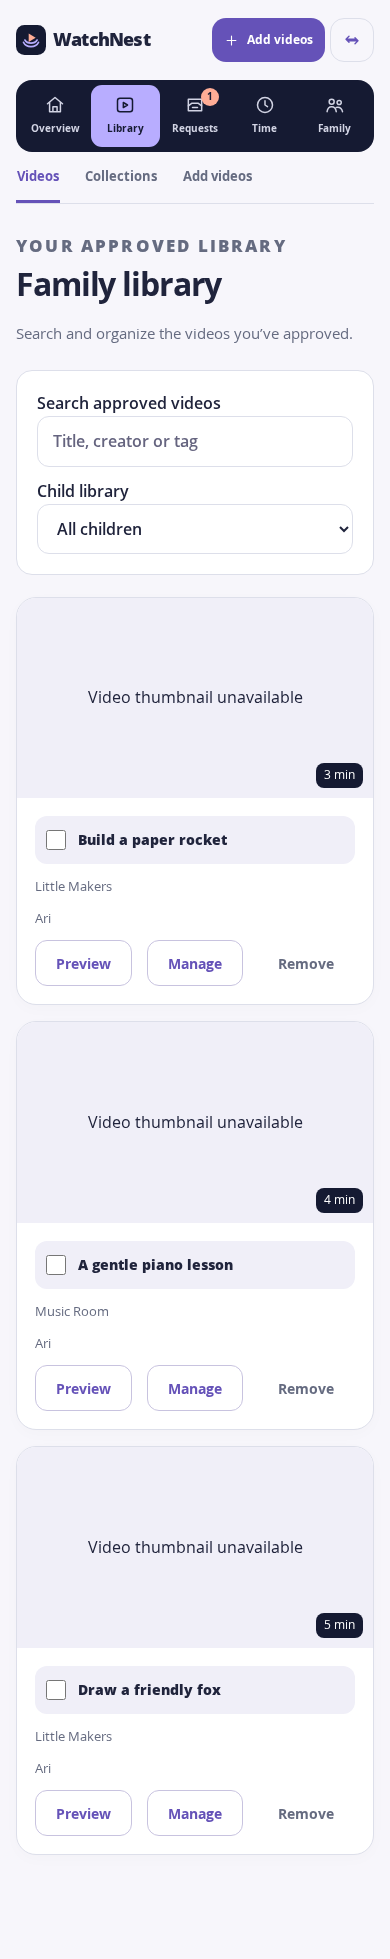 WatchNest
Add videos
Overview
Library
1
Requests
Time
Family
Videos
Collections
Add videos
YOUR APPROVED LIBRARY
Family library
Search and organize the videos you’ve approved.
Search approved videos
Title, creator or tag
Child library
All children
Video thumbnail unavailable
3 min
Build a paper rocket
Little Makers
Ari
Preview
Manage
Remove
Video thumbnail unavailable
4 min
A gentle piano lesson
Music Room
Ari
Preview
Manage
Remove
Video thumbnail unavailable
5 min
Draw a friendly fox
Little Makers
Ari
Preview
Manage
Remove